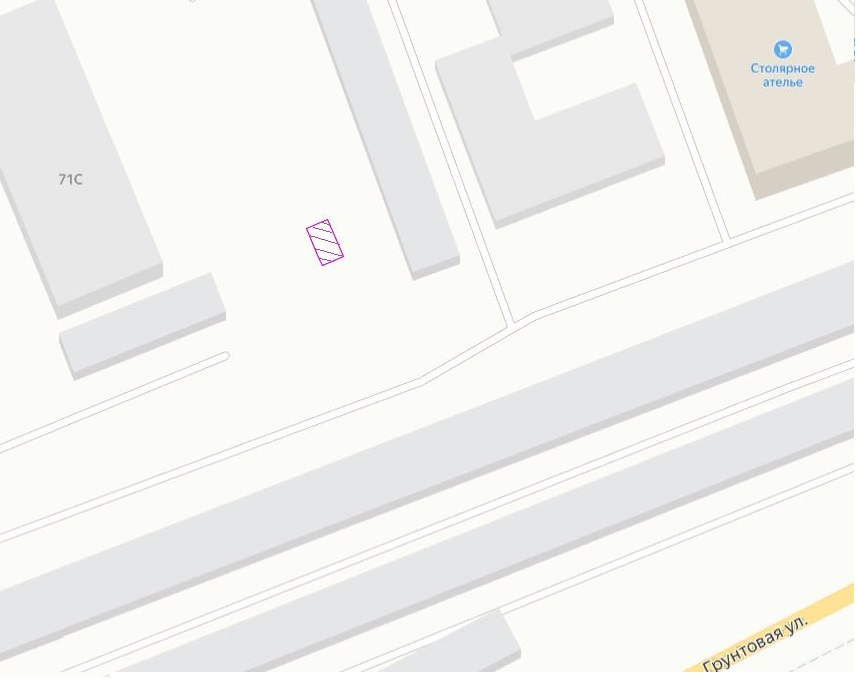 Столярное
ателье
71С
Грунтовая ул.